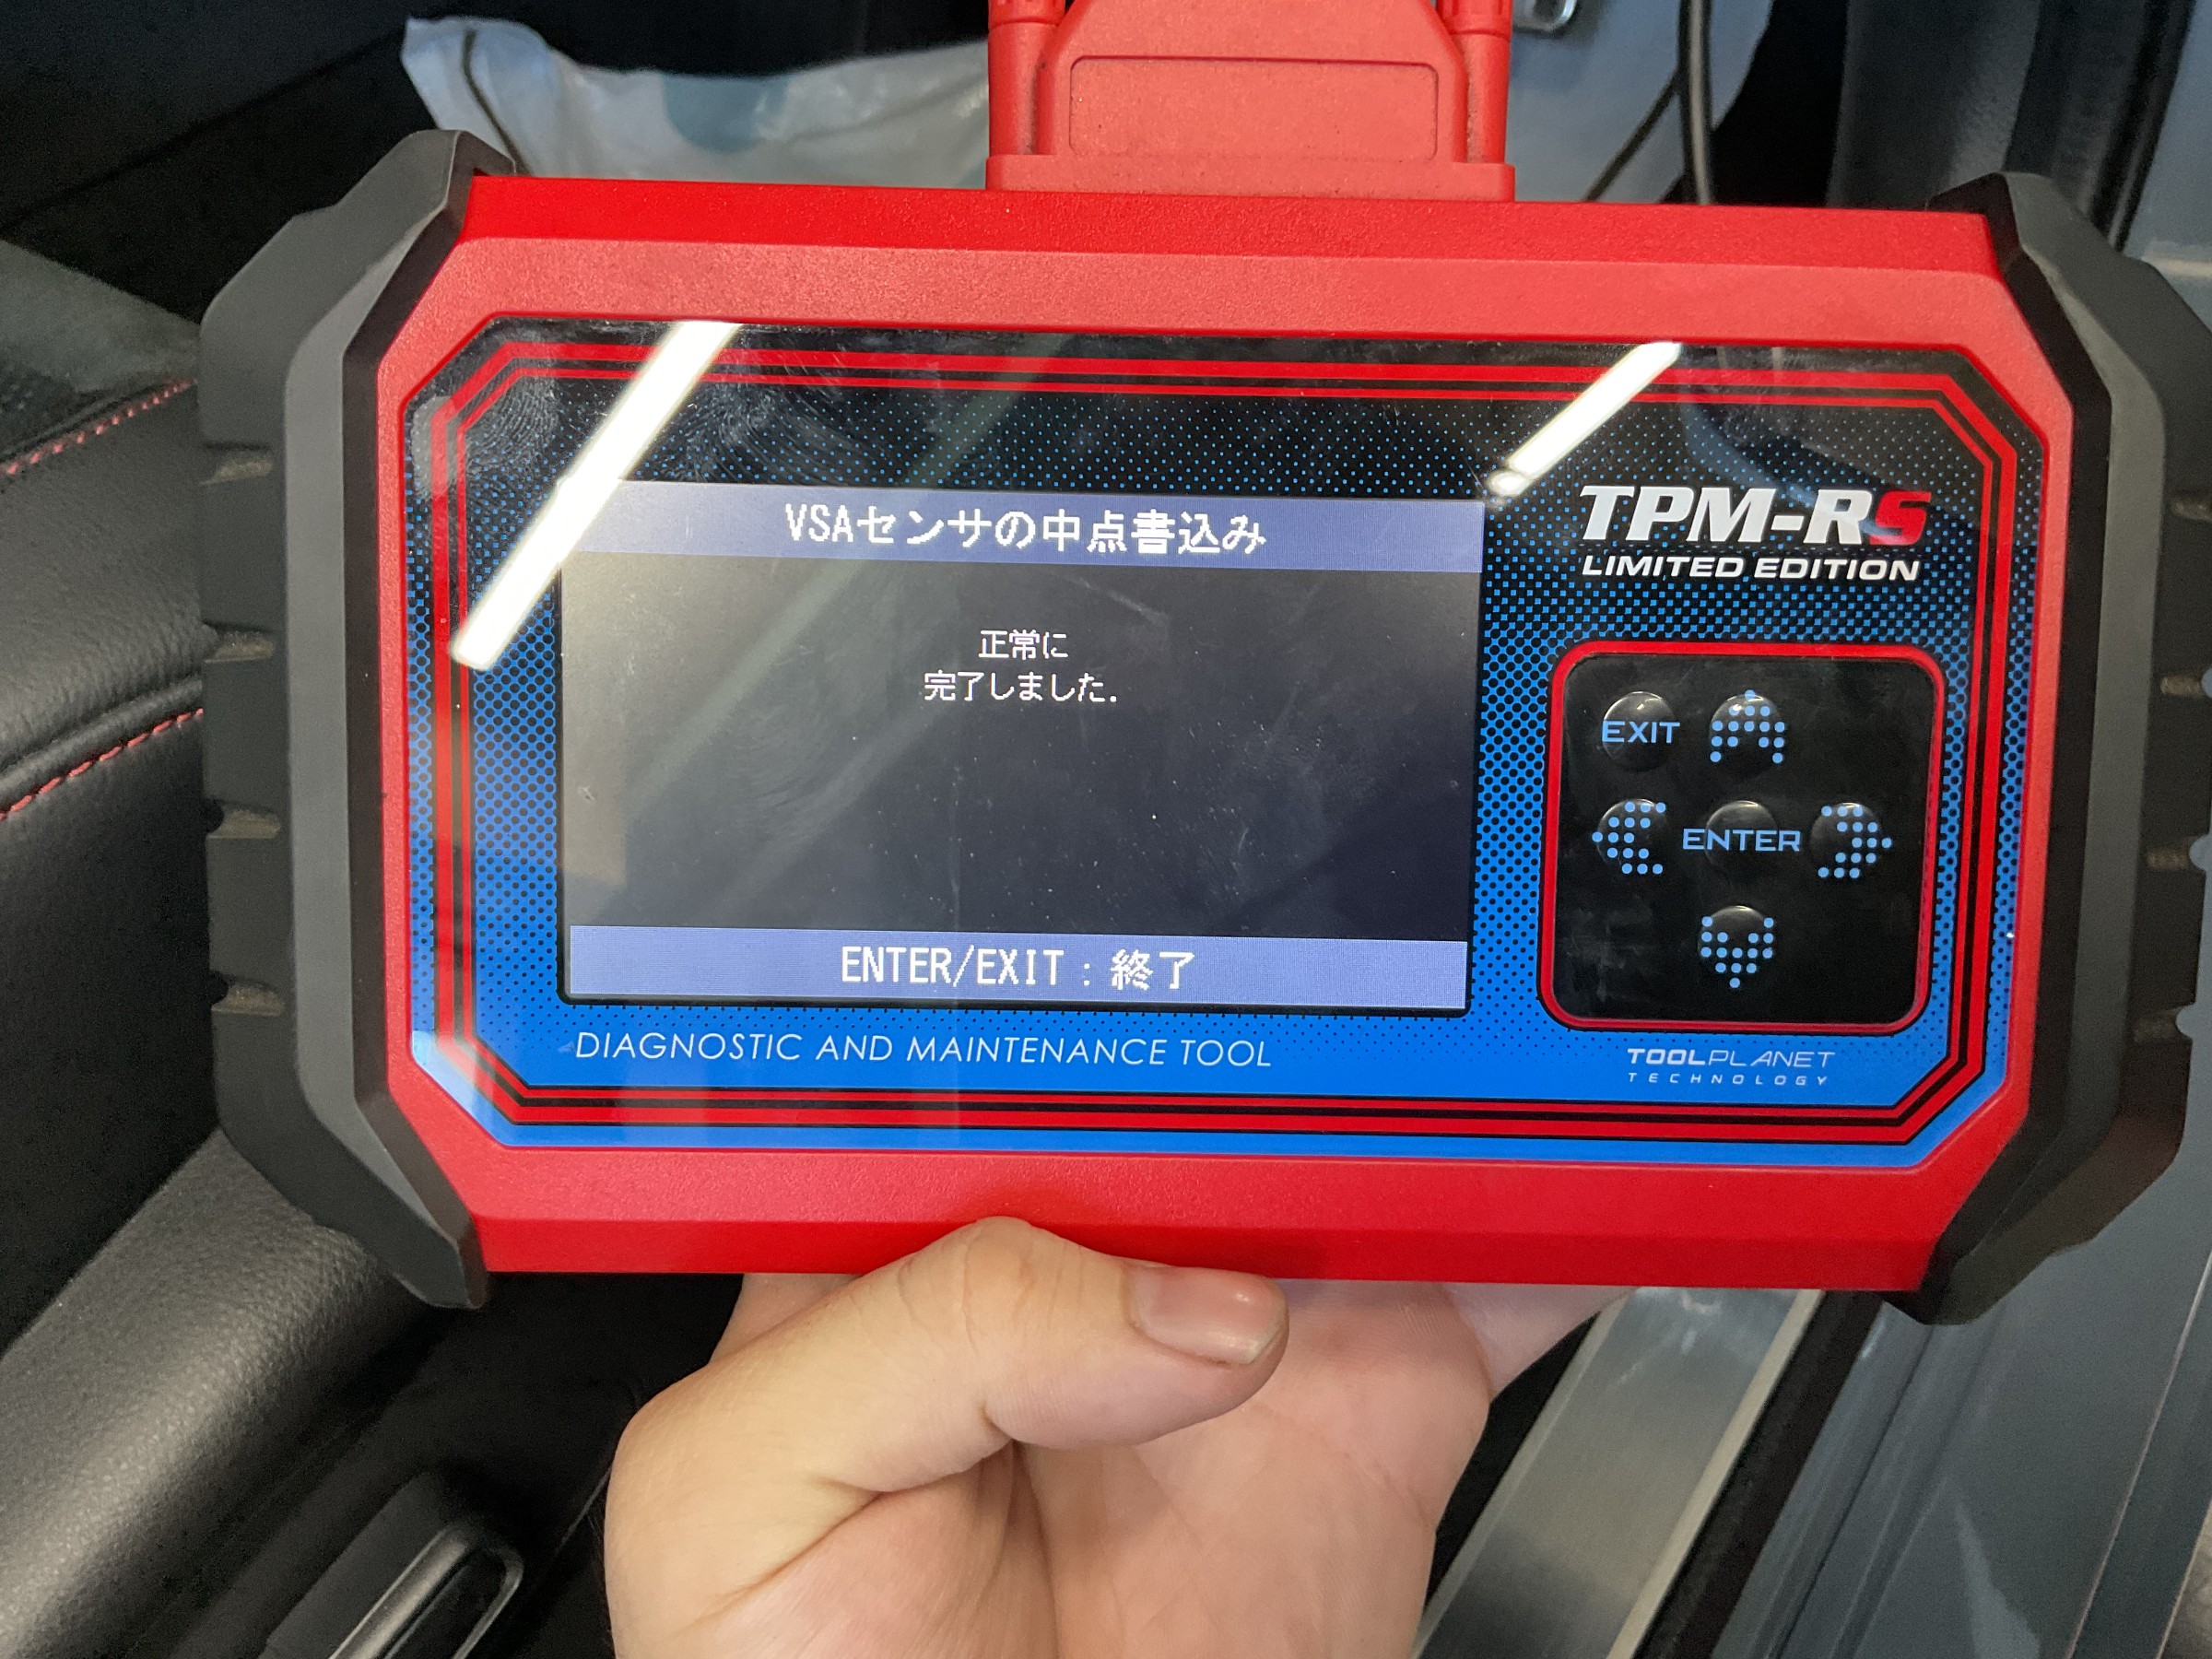 VSAセンサの中点書込み
正常に
完了しました.
ENTER/EXIT : 終了
TPM-RS
LIMITED EDITION
EXIT
ENTER
DIAGNOSTIC AND MAINTENANCE TOOL
TOOLPLANET
TECHNOLOGY